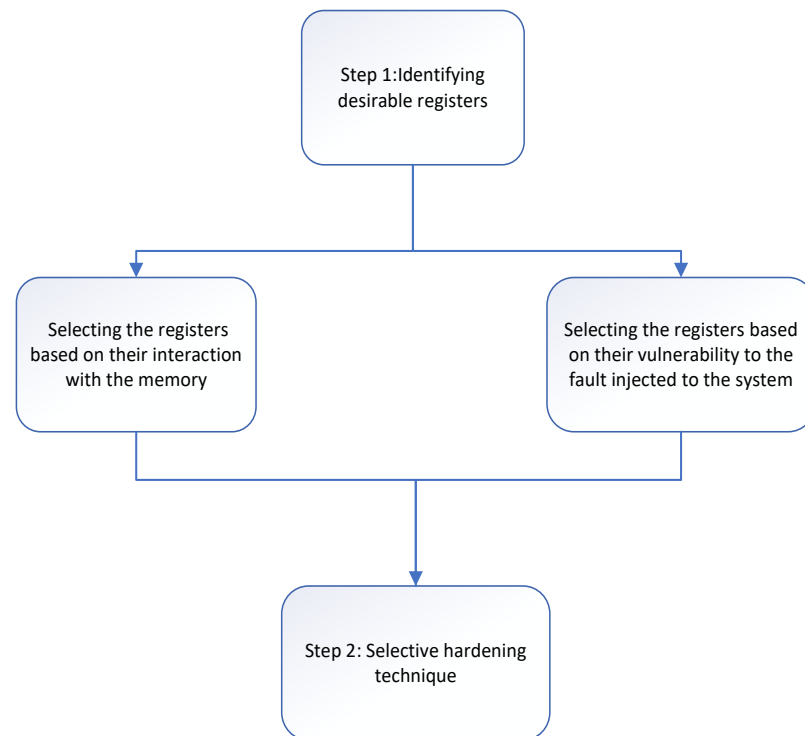 Step 1:Identifying
desirable registers
Selecting the registers
based on their interaction
with the memory
Selecting the registers based
on their vulnerability to the
fault injected to the system
Step 2: Selective hardening
technique